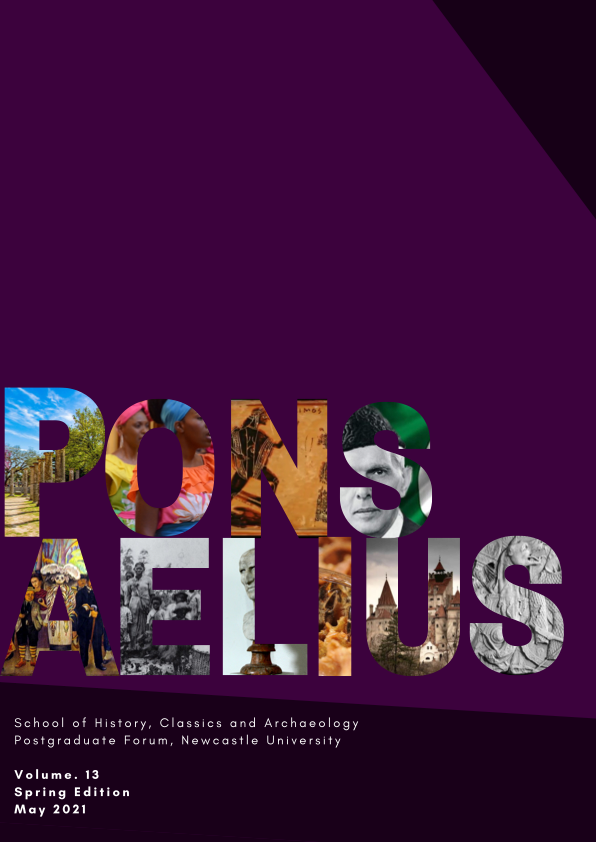 PONS
AELIUS
School of History, Classics and Archaeology
Postgraduate Forum, Newcastle University
Volume. 13
Spring Edition
May 2021